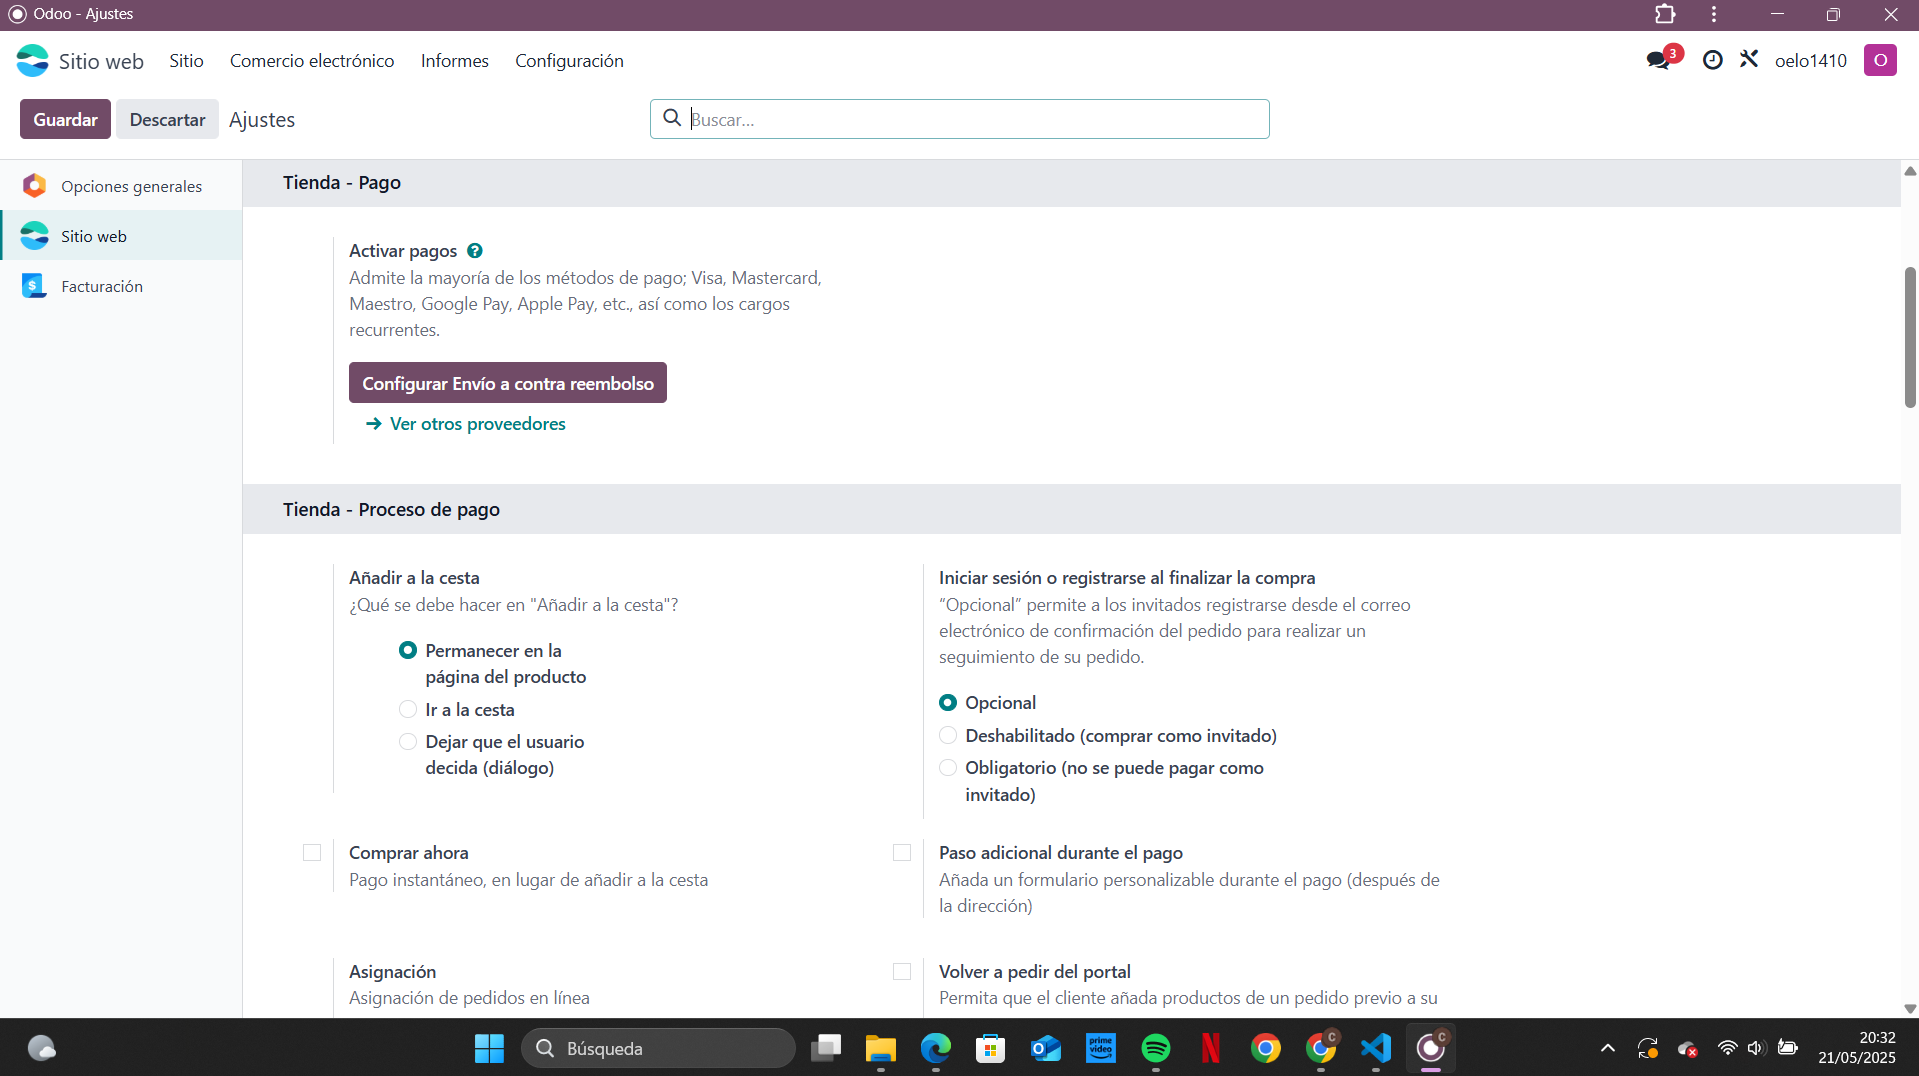 Odoo - Ajustes
Sitio web Sitio Comercio electrónico Informes Configuración 3 oelo1410 O
Guardar Descartar Ajustes Buscar...
Opciones generales
Sitio web
Facturación
Tienda - Pago
Activar pagos ?
Admite la mayoría de los métodos de pago; Visa, Mastercard,
Maestro, Google Pay, Apple Pay, etc., así como los cargos
recurrentes.
Configurar Envío a contra reembolso
Ver otros proveedores
Tienda - Proceso de pago
Añadir a la cesta
¿Qué se debe hacer en "Añadir a la cesta"?
Permanecer en la
página del producto
Ir a la cesta
Dejar que el usuario
decida (diálogo)
Iniciar sesión o registrarse al finalizar la compra
“Opcional” permite a los invitados registrarse desde el correo
electrónico de confirmación del pedido para realizar un
seguimiento de su pedido.
Opcional
Deshabilitado (comprar como invitado)
Obligatorio (no se puede pagar como
invitado)
Comprar ahora
Pago instantáneo, en lugar de añadir a la cesta
Paso adicional durante el pago
Añada un formulario personalizable durante el pago (después de
la dirección)
Asignación
Asignación de pedidos en línea
Volver a pedir del portal
Permita que el cliente añada productos de un pedido previo a su
Búsqueda
prime
video
C
C
20:32
21/05/2025